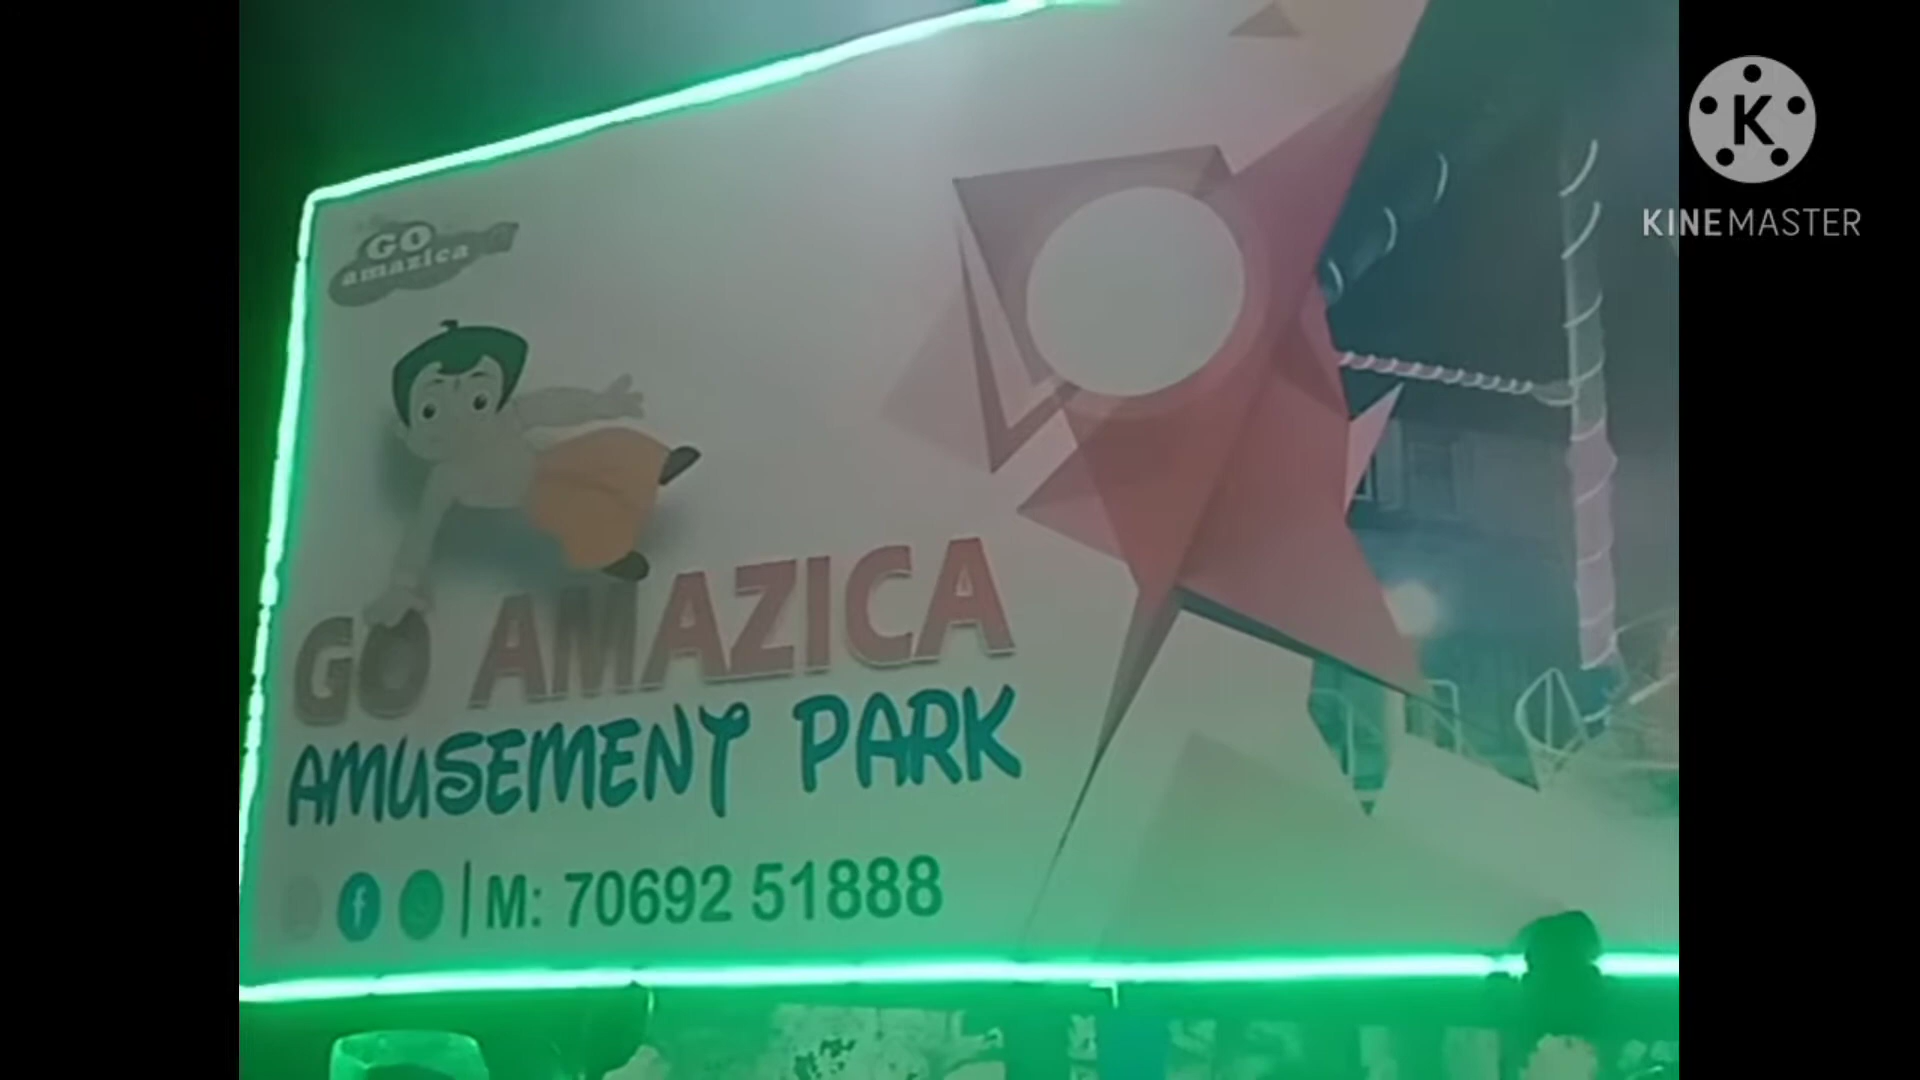 GO
amazica
GO AMAZICA
AMUSEMENT PARK
f | M: 70692 51888
K
KINEMASTER